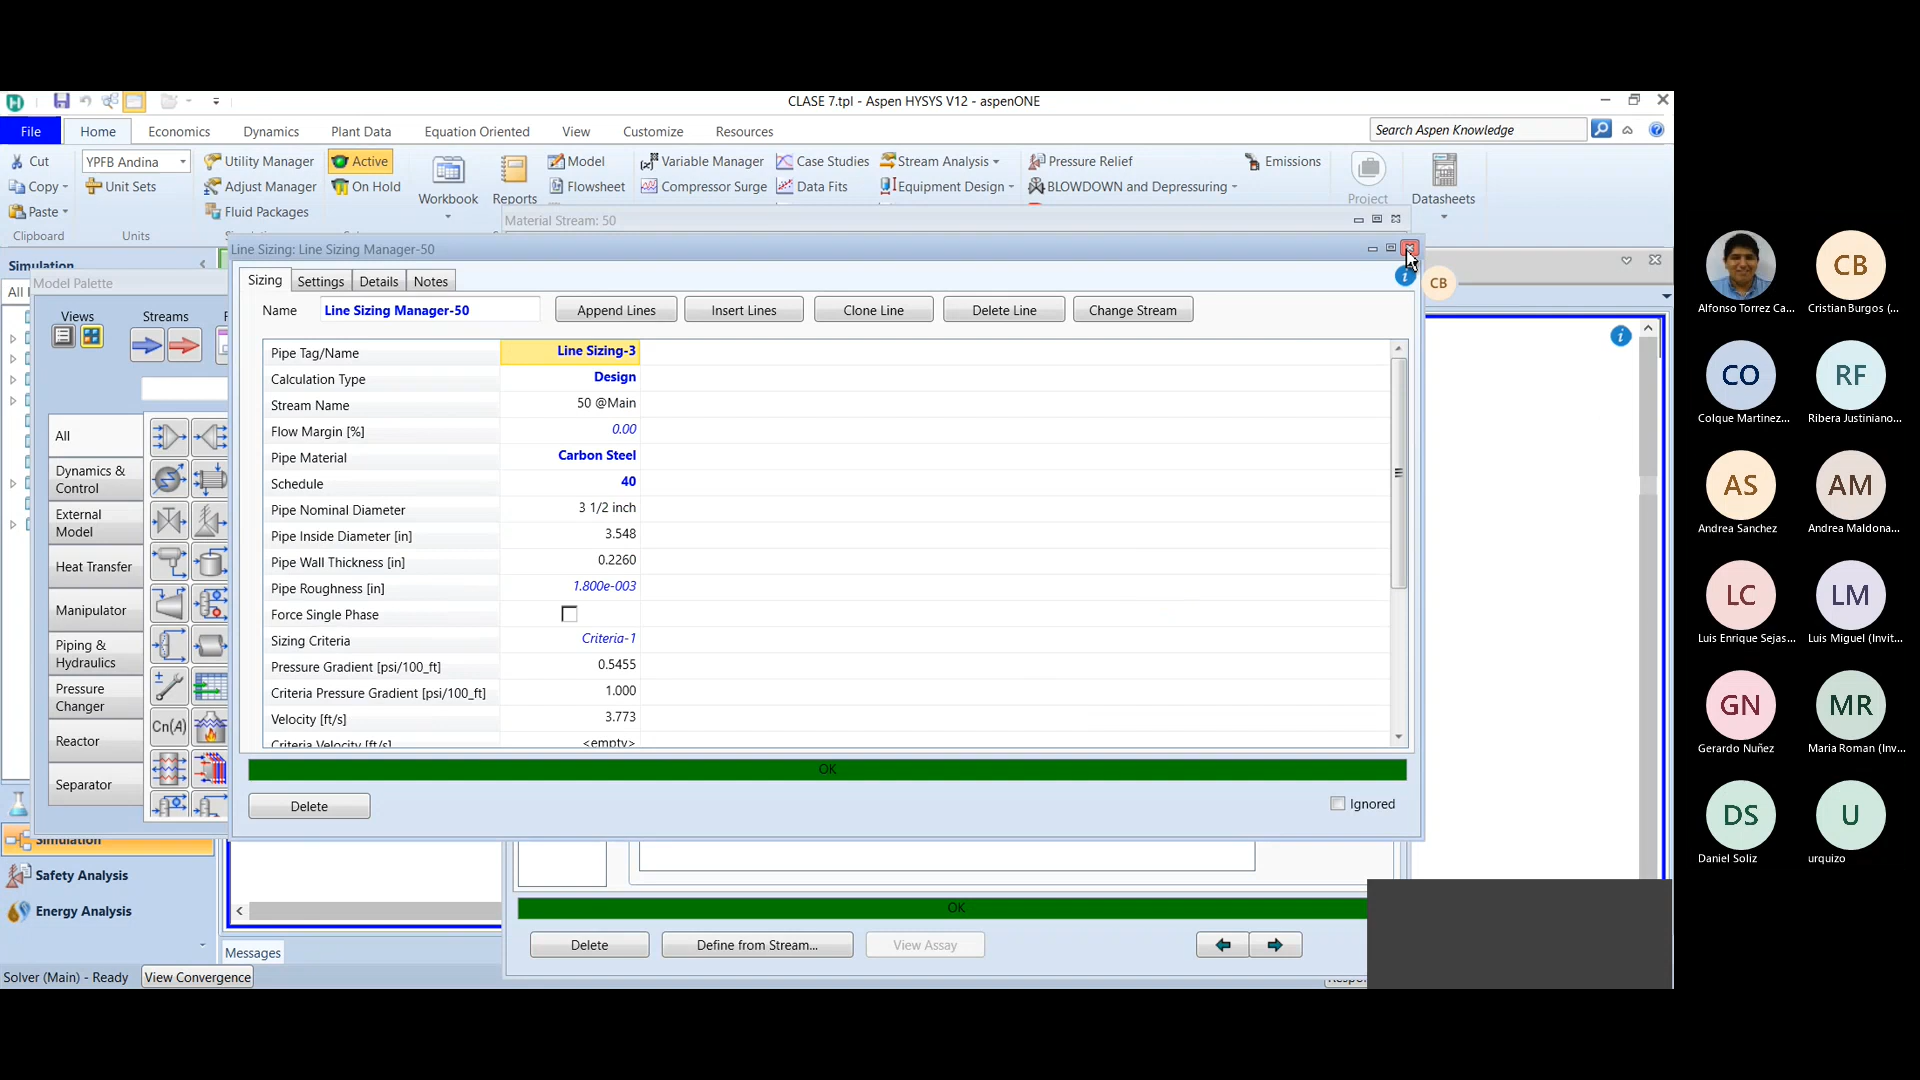 CLASE 7.tpl - Aspen HYSYS V12 - aspenONE
File
Home
Economics
Dynamics
Plant Data
Equation Oriented
View
Customize
Resources
Search Aspen Knowledge
Cut
Copy
Paste
Clipboard
YPFB Andina
Unit Sets
Units
Utility Manager
Adjust Manager
Fluid Packages
Active
On Hold
Workbook
Reports
Model
Flowsheet
Variable Manager
Compressor Surge
Case Studies
Data Fits
Stream Analysis
Equipment Design
Pressure Relief
BLOWDOWN and Depressuring
Emissions
Project
Datasheets
Material Stream: 50
Line Sizing: Line Sizing Manager-50
Simulation
All
Model Palette
Views
Streams
All
Dynamics &
Control
External
Model
Heat Transfer
Manipulator
Piping &
Hydraulics
Pressure
Changer
Reactor
Separator
Cn(A)
Sizing
Settings
Details
Notes
Name
Line Sizing Manager-50
Append Lines
Insert Lines
Clone Line
Delete Line
Change Stream
Pipe Tag/Name Line Sizing-3
Calculation Type Design
Stream Name 50 @Main
Flow Margin [%] 0.00
Pipe Material Carbon Steel
Schedule 40
Pipe Nominal Diameter 3 1/2 inch
Pipe Inside Diameter [in] 3.548
Pipe Wall Thickness [in] 0.2260
Pipe Roughness [in] 1.800e-003
Force Single Phase
Sizing Criteria Criteria-1
Pressure Gradient [psi/100_ft] 0.5455
Criteria Pressure Gradient [psi/100_ft] 1.000
Velocity [ft/s] 3.773
Criteria Velocity [ft/s] <empty>
OK
Delete
Ignored
Simulation
Safety Analysis
Energy Analysis
OK
Delete
Define from Stream...
View Assay
Messages
Solver (Main) - Ready
View Convergence
CB
Alfonso Torrez Ca...
CB
Cristian Burgos (...
CO
Colque Martinez...
RF
Ribera Justiniano...
AS
Andrea Sanchez
AM
Andrea Maldona...
LC
Luis Enrique Sejas...
LM
Luis Miguel (Invit...
GN
Gerardo Nuñez
MR
Maria Roman (Inv...
DS
Daniel Soliz
U
urquizo